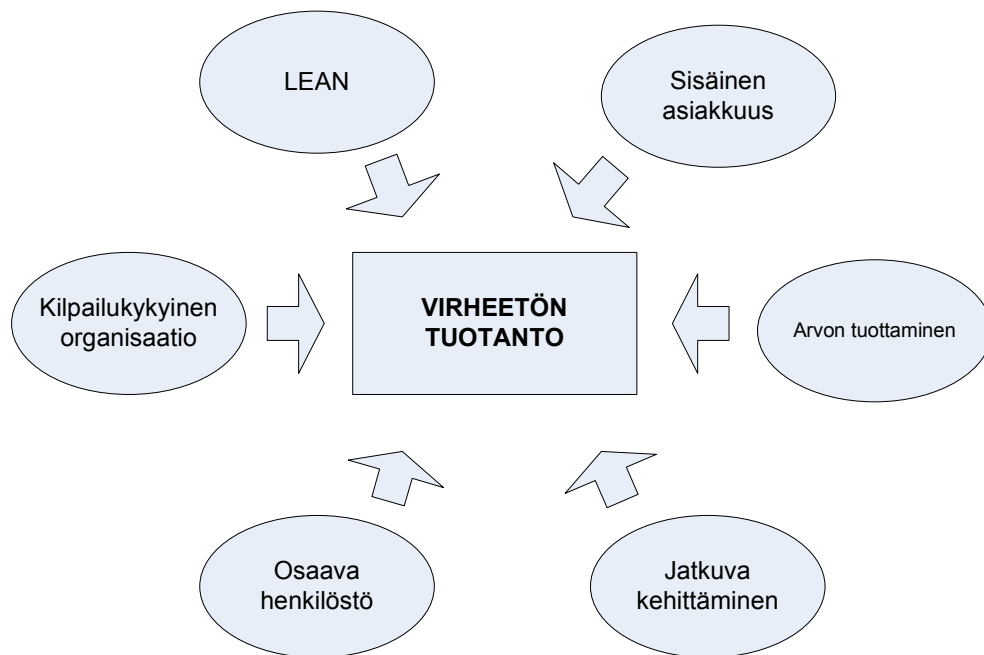 LEAN
Sisäinen
asiakkuus
Kilpailukykyinen
organisaatio
VIRHEETÖN
TUOTANTO
Arvon tuottaminen
Osaava
henkilöstö
Jatkuva
kehittäminen